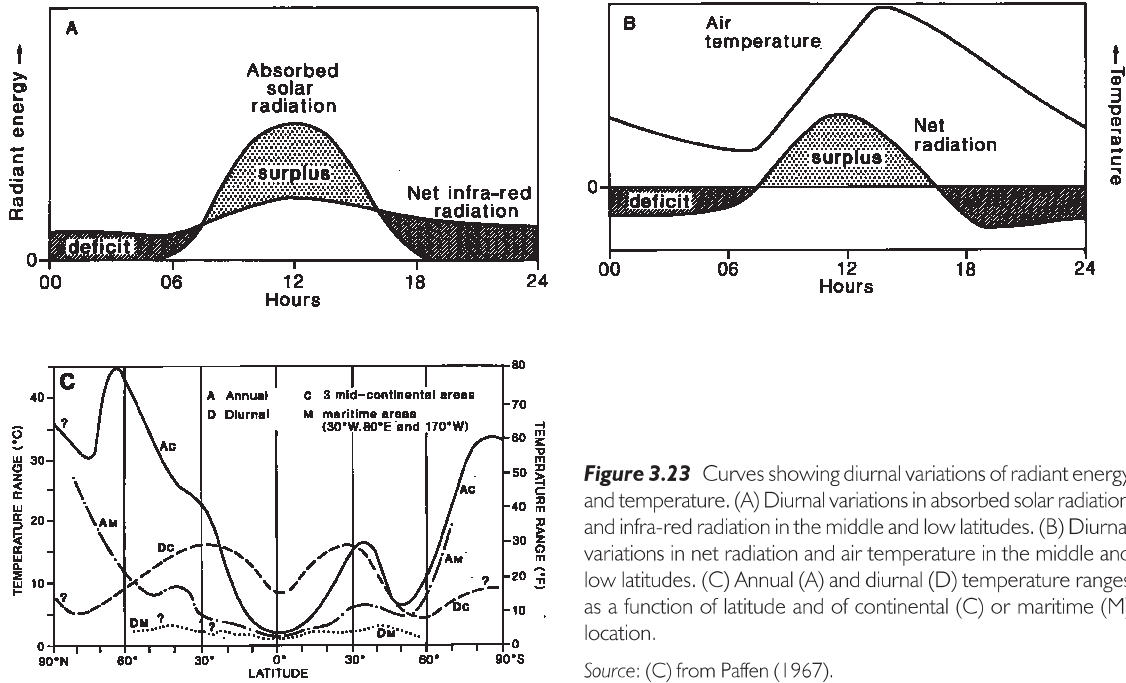 A
Radiant energy →
Absorbed
solar
radiation
surplus
Net infra-red
radiation
deficit
0
00 06 12 18 24
Hours
B
Air
temperature
Net
radiation
surplus
deficit
0
←Temperature
00 06 12 18 24
Hours
C
A Annual C 3 mid-continental areas
D Diurnal M maritime areas
(30°W.80°E and 170°W)
TEMPERATURE RANGE (°C)
40
30
20
10
0
TEMPERATURE RANGE (°F)
80
70
60
50
40
30
20
10
0
?
AC
AM
DC
DM ?
?
AC
AM
DC
?
DM
90°N 60° 30° 0° 30° 60° 90°S
LATITUDE
Figure 3.23 Curves showing diurnal variations of radiant energy
and temperature. (A) Diurnal variations in absorbed solar radiation
and infra-red radiation in the middle and low latitudes. (B) Diurna
variations in net radiation and air temperature in the middle and
low latitudes. (C) Annual (A) and diurnal (D) temperature ranges
as a function of latitude and of continental (C) or maritime (M)
location.
Source: (C) from Paffen (1967).